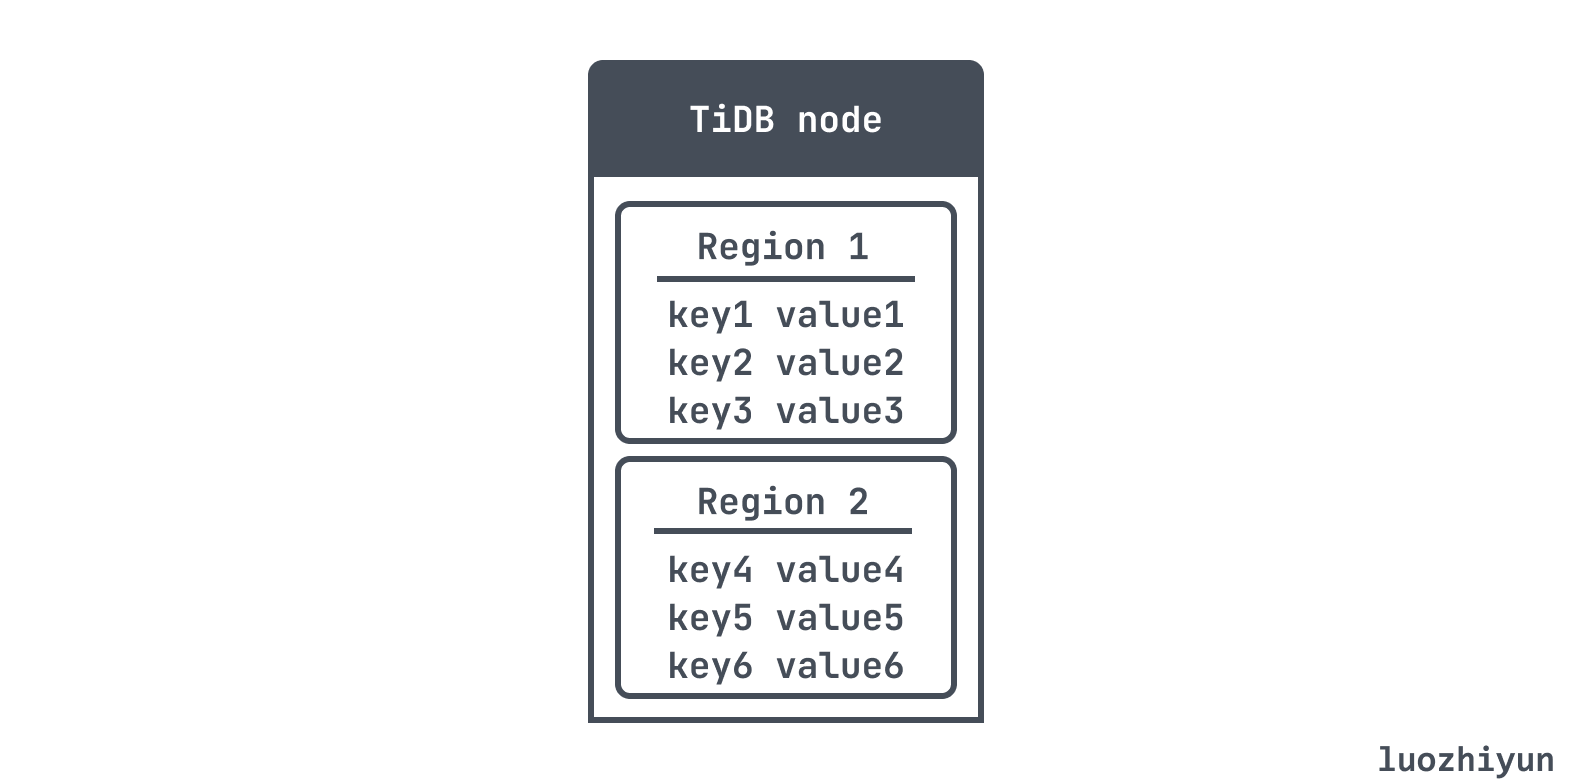 TiDB node
Region 1
key1 value1
key2 value2
key3 value3
Region 2
key4 value4
key5 value5
key6 value6
luozhiyun